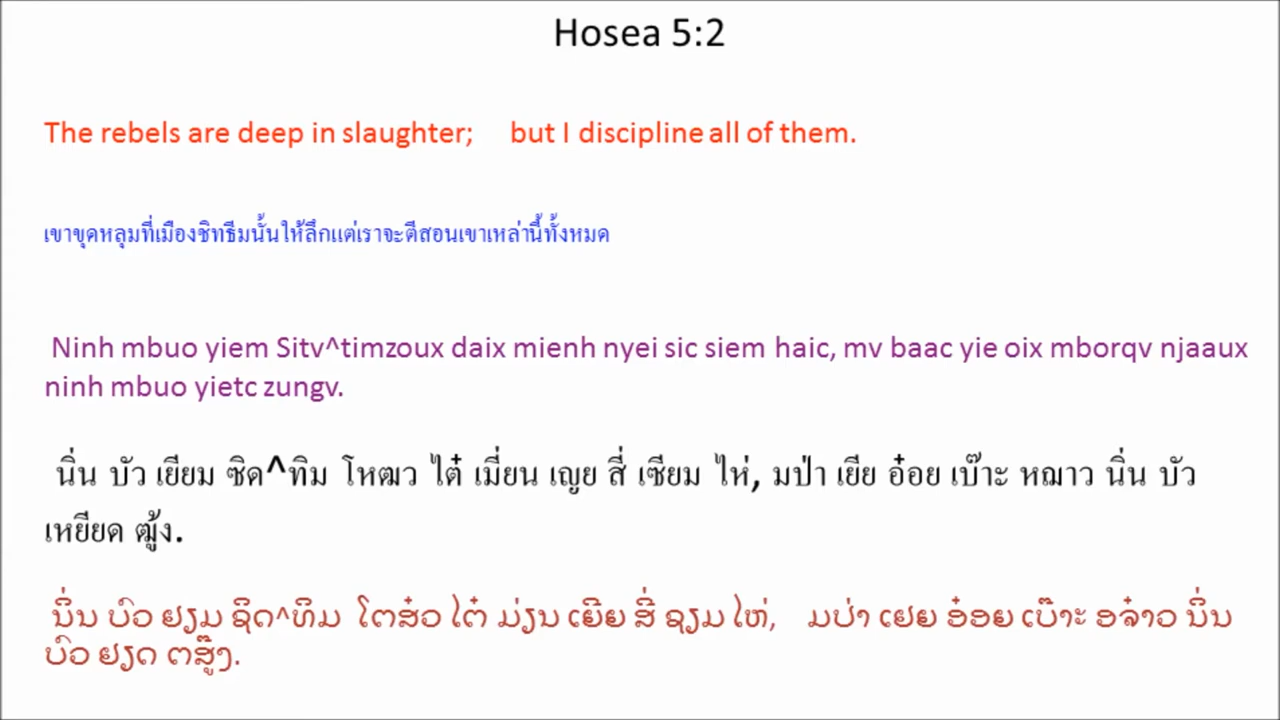 Hosea 5:2
The rebels are deep in slaughter; but I discipline all of them.
เขาขุดหลุมที่เมืองชิทธีมนั้นให้ลึกแต่เราจะตีสอนเขาเหล่านี้ทั้งหมด
Ninh mbuo yiem Sitv^timzoux daix mienh nyei sic siem haic, mv baac yie oix mborqv njaaux
ninh mbuo yietc zungv.
นิ่น บัว เยียม ซิด^ทิม โหฒว ไต๋ เมี่ยน เญย สี่ เซียม ไห่, มป่า เยีย อ๋อย เบ๊าะ หฌาว นิ่น บัว
เหยียด ฒู้ง.
ນິ່ນ ບົວ ຢຽມ ຊິດ^ທິມ ໂຕສ໋ວ ໄຕ໋ ມ່ຽນ ເຍີຍ ສີ່ ຊຽມ ໄຫ່, ມປ່າ ເຢຍ ອ໋ອຍ ເບ໊າະ ອຈ໋າວ ນິ່ນ
ບົວ ຢຽດ ຕສູ໊ງ.